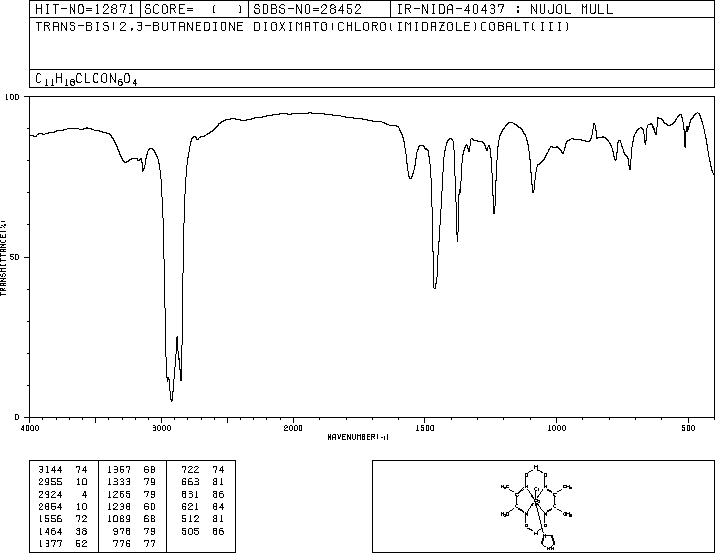 HIT-NO=12871 SCORE= ( ) SDBS-NO=28452 IR-NIDA-40437 : NUJOL MULL
TRANS-BIS(2,3-BUTANEDIONE DIOXIMATO)CHLORO(IMIDAZOLE)COBALT(III)
C11H18CLCON6O4
100
50
0
TRANSMITTANCE(%)
4000 3000 2000 1500 1000 500
WAVENUMBER(-1)
3144 74 1367 68 722 74
2955 10 1333 79 663 81
2924 4 1265 79 631 86
2854 10 1238 60 621 84
1556 72 1089 68 512 81
1464 38 978 79 505 86
1377 52 776 77